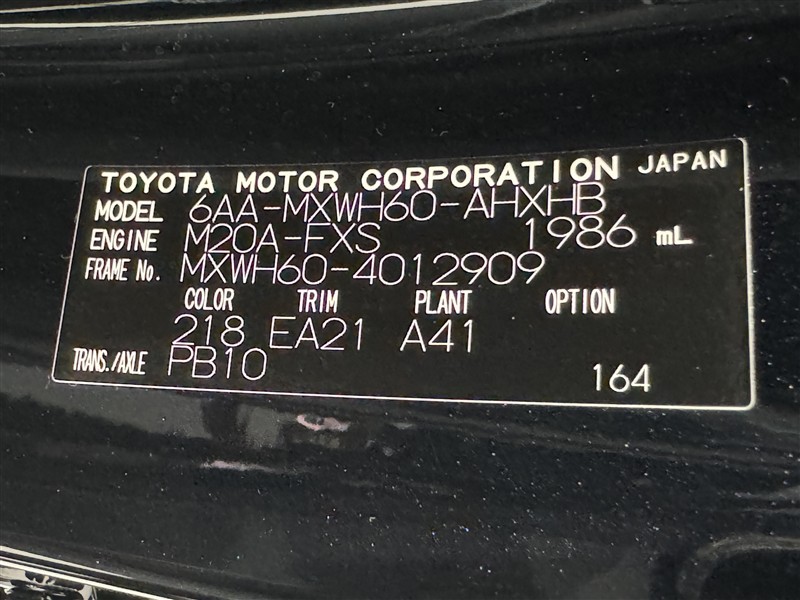 TOYOTA MOTOR CORPORATION JAPAN
MODEL 6AA-MXWH60-AHXHB
ENGINE M20A-FXS 1986 mL
FRAME No. MXWH60-4012909
COLOR TRIM PLANT OPTION
218 EA21 A41
TRANS./AXLE PB10
164